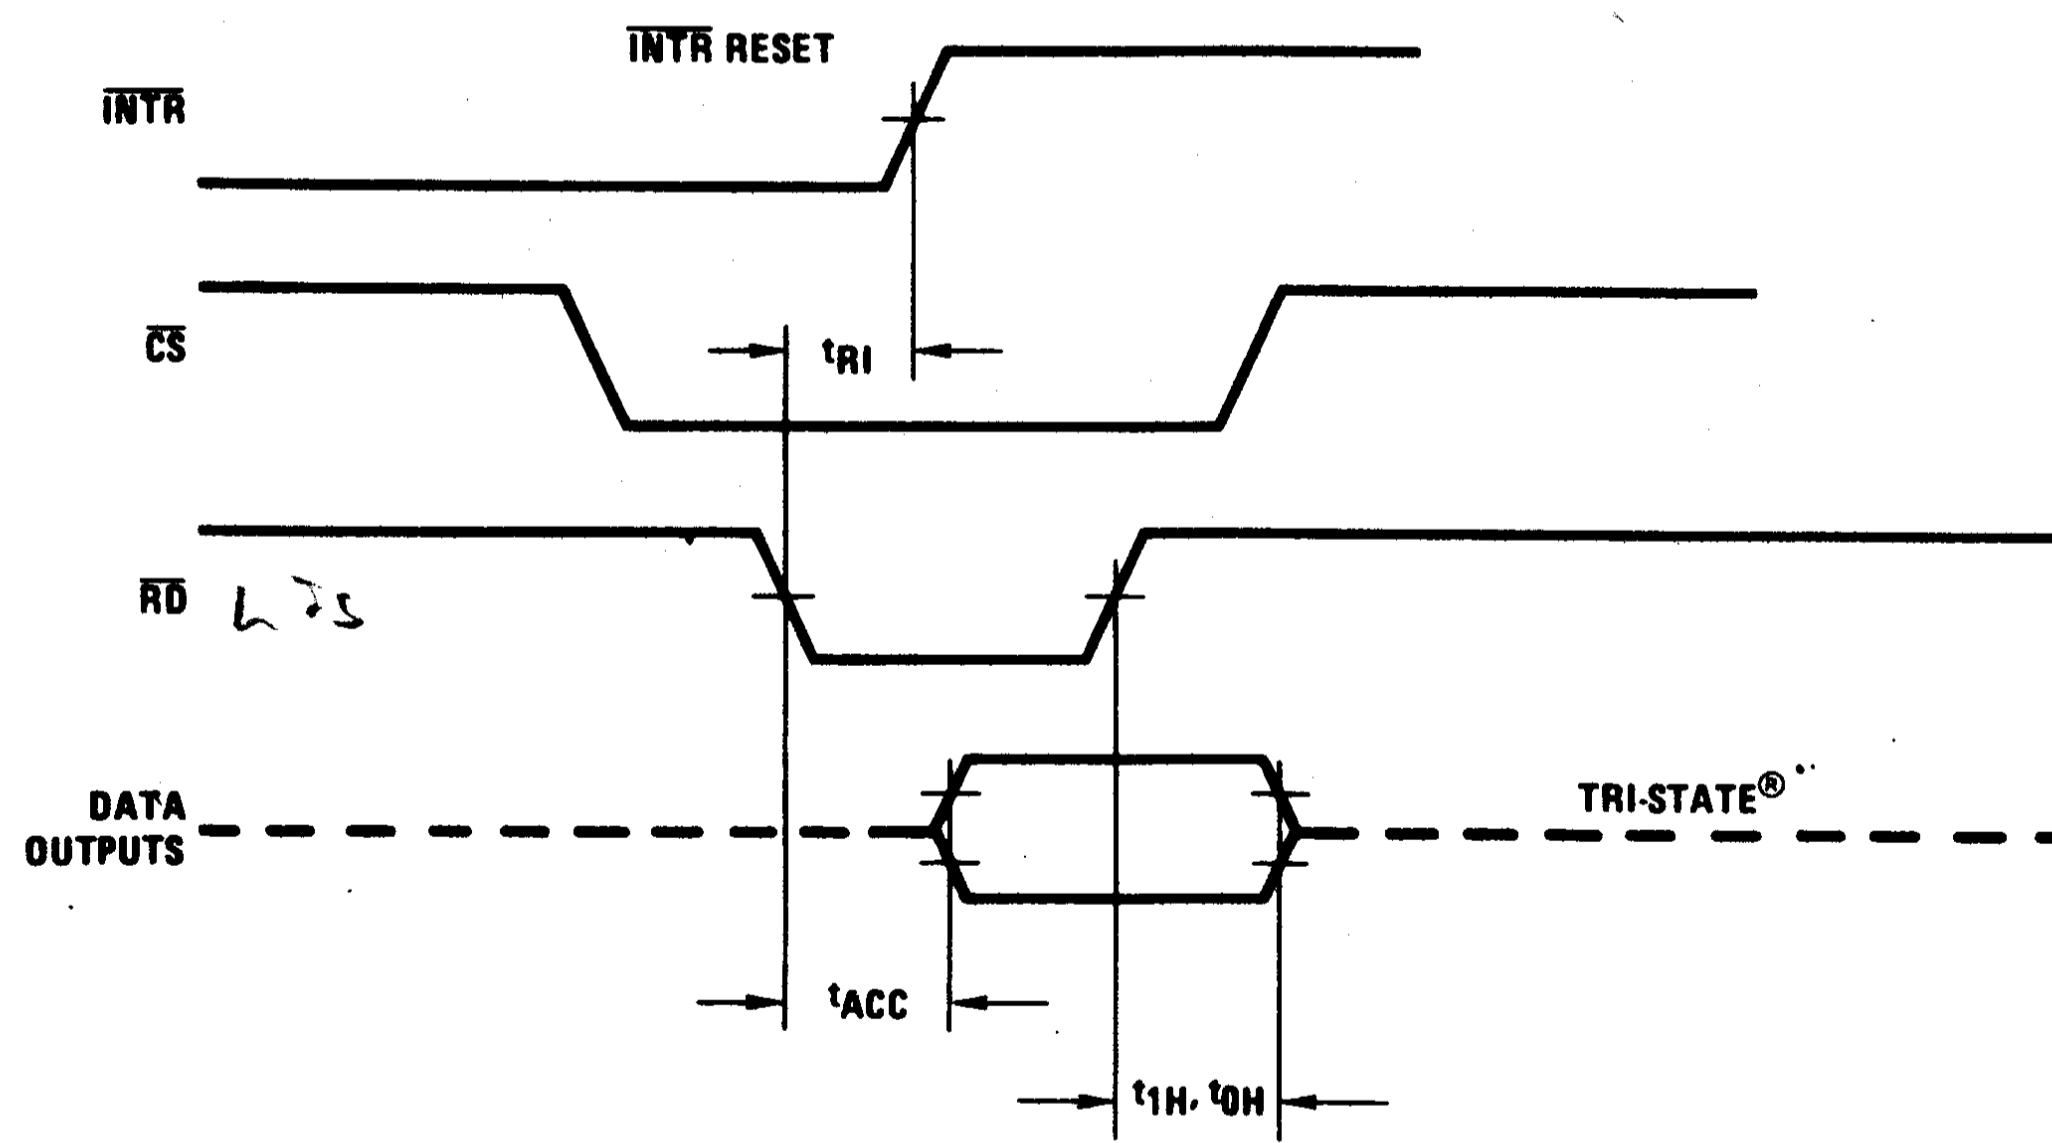 INTR RESET
INTR
CS
tRI
RD
DATA
OUTPUTS
TRI-STATE®
tACC
t1H, t0H